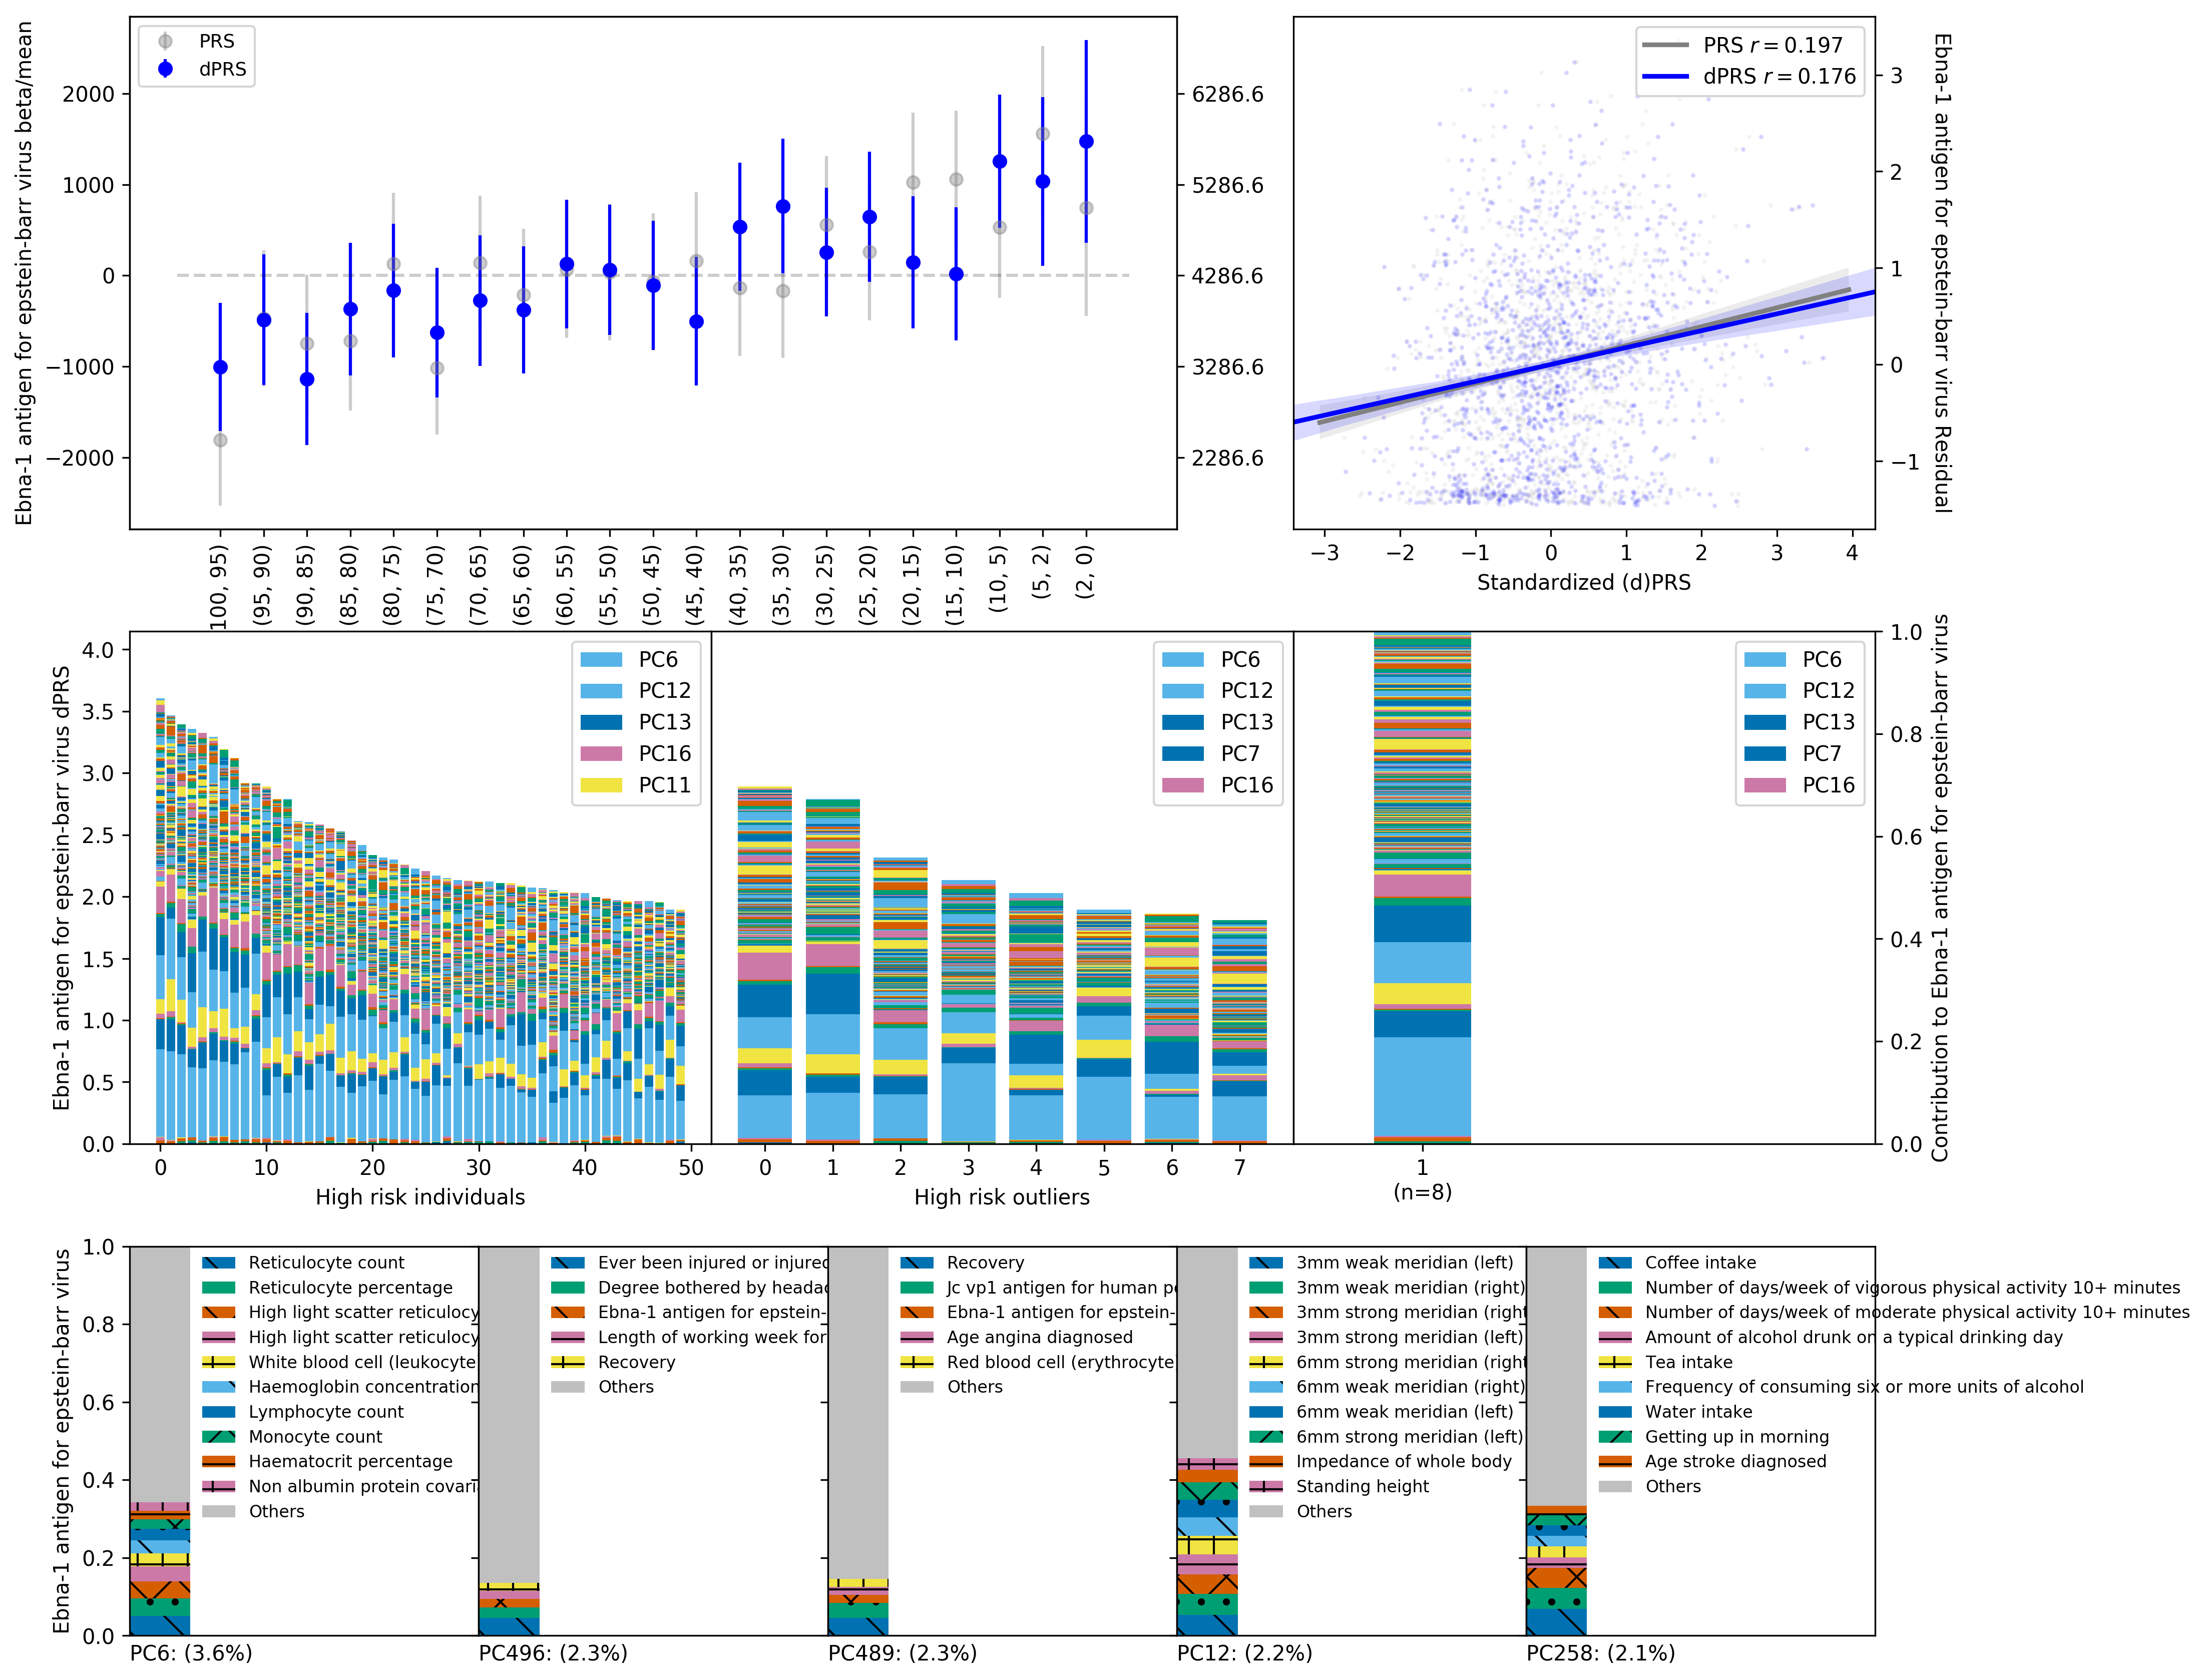 Ebna-1 antigen for epstein-barr virus beta/mean
PRS
dPRS
2000
1000
0
−1000
−2000
6286.6
5286.6
4286.6
3286.6
2286.6
100, 95)
(95, 90)
(90, 85)
(85, 80)
(80, 75)
(75, 70)
(70, 65)
(65, 60)
(60, 55)
(55, 50)
(50, 45)
(45, 40)
(40, 35)
(35, 30)
(30, 25)
(25, 20)
(20, 15)
(15, 10)
(10, 5)
(5, 2)
(2, 0)
PRS r = 0.197
dPRS r = 0.176
3
2
1
0
−1
Ebna-1 antigen for epstein-barr virus Residual
−3
−2
−1
0
1
2
3
4
Standardized (d)PRS
Ebna-1 antigen for epstein-barr virus dPRS
4.0
3.5
3.0
2.5
2.0
1.5
1.0
0.5
0.0
PC6
PC12
PC13
PC16
PC11
0
10
20
30
40
50
High risk individuals
PC6
PC12
PC13
PC7
PC16
0
1
2
3
4
5
6
7
High risk outliers
PC6
PC12
PC13
PC7
PC16
1
(n=8)
1.0
0.8
0.6
0.4
0.2
0.0
Contribution to Ebna-1 antigen for epstein-barr virus
Ebna-1 antigen for epstein-barr virus
1.0
0.8
0.6
0.4
0.2
0.0
Reticulocyte count
Reticulocyte percentage
High light scatter reticulocy
High light scatter reticulocy
White blood cell (leukocyte
Haemoglobin concentration
Lymphocyte count
Monocyte count
Haematocrit percentage
Non albumin protein covari
Others
PC6: (3.6%)
Ever been injured or injured
Degree bothered by headac
Ebna-1 antigen for epstein-
Length of working week for
Recovery
Others
PC496: (2.3%)
Recovery
Jc vp1 antigen for human po
Ebna-1 antigen for epstein-
Age angina diagnosed
Red blood cell (erythrocyte
Others
PC489: (2.3%)
3mm weak meridian (left)
3mm weak meridian (right)
3mm strong meridian (right
3mm strong meridian (left)
6mm strong meridian (right
6mm weak meridian (right)
6mm weak meridian (left)
6mm strong meridian (left)
Impedance of whole body
Standing height
Others
PC12: (2.2%)
Coffee intake
Number of days/week of vigorous physical activity 10+ minutes
Number of days/week of moderate physical activity 10+ minutes
Amount of alcohol drunk on a typical drinking day
Tea intake
Frequency of consuming six or more units of alcohol
Water intake
Getting up in morning
Age stroke diagnosed
Others
PC258: (2.1%)